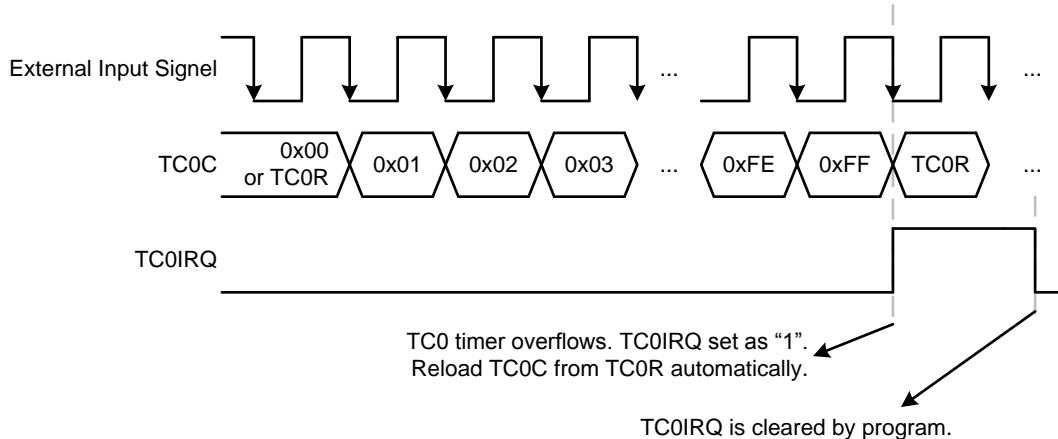 External Input Signel
...
...
TC0C
0x00
or TC0R
0x01
0x02
0x03
...
0xFE
0xFF
TC0R
...
TC0IRQ
TC0 timer overflows. TC0IRQ set as “1”.
Reload TC0C from TC0R automatically.
TC0IRQ is cleared by program.